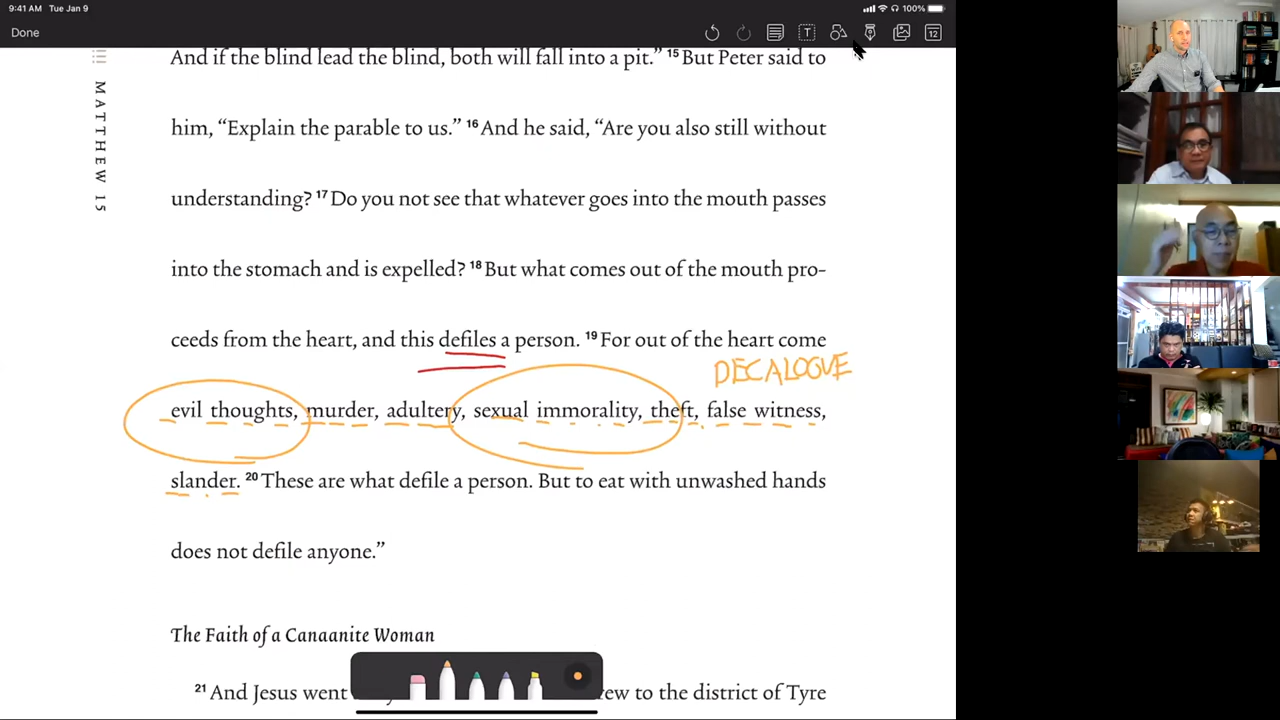 9:41 AM Tue Jan 9
100%
Done
T
12
MATTHEW 15
And if the blind lead the blind, both will fall into a pit.” 15 But Peter said to
him, “Explain the parable to us.” 16 And he said, “Are you also still without
understanding? 17 Do you not see that whatever goes into the mouth passes
into the stomach and is expelled? 18 But what comes out of the mouth pro-
ceeds from the heart, and this defiles a person. 19 For out of the heart come
DECALOGUE
evil thoughts, murder, adultery, sexual immorality, theft, false witness,
slander. 20 These are what defile a person. But to eat with unwashed hands
does not defile anyone.”
The Faith of a Canaanite Woman
21 And Jesus went to the district of Tyre